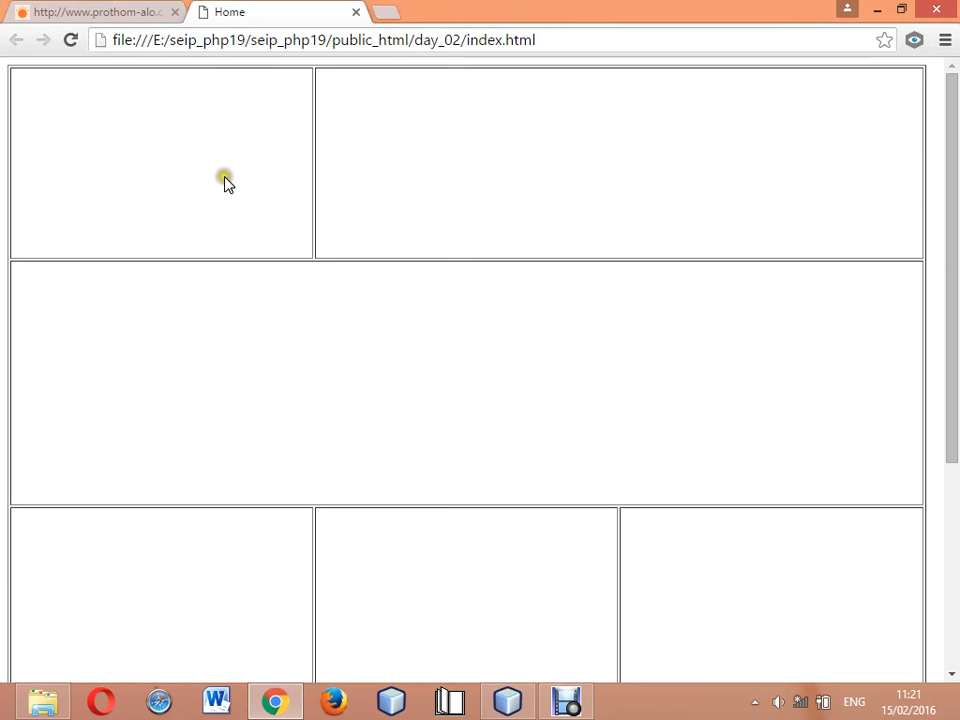 http://www.prothom-alo.c
Home
file:///E:/seip_php19/seip_php19/public_html/day_02/index.html
ENG
11:21
15/02/2016